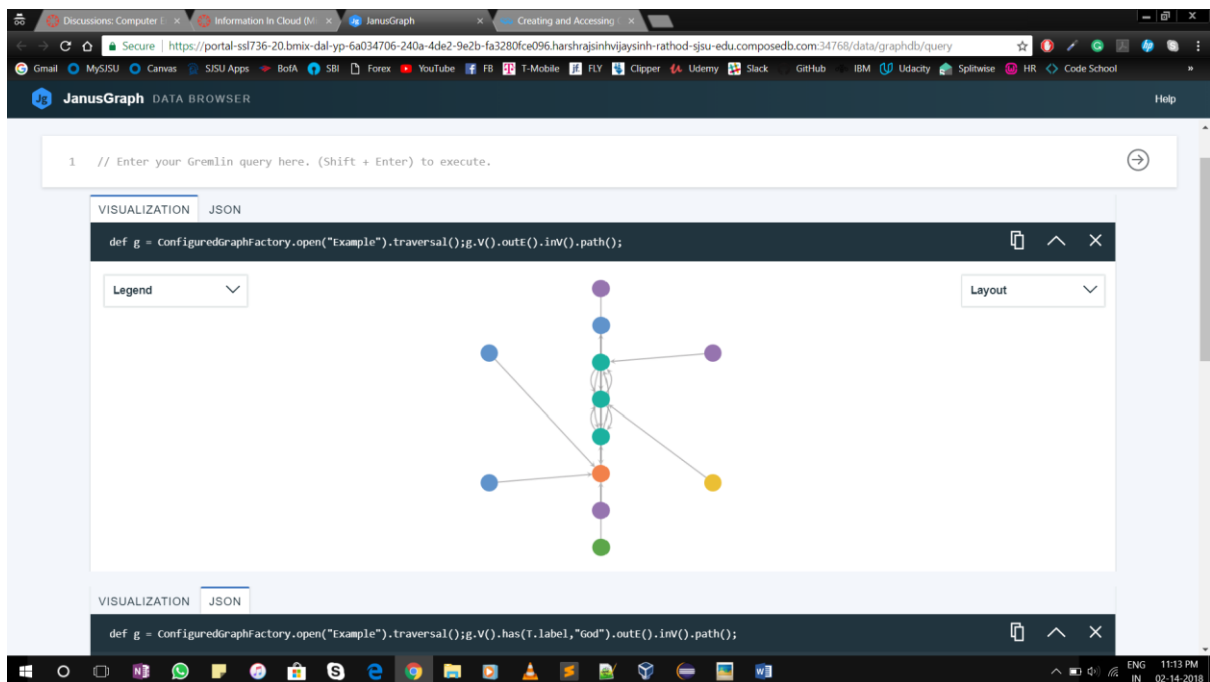 Discussions: Computer E
Information In Cloud (Mi
JanusGraph
Creating and Accessing
Secure | https://portal-ssl736-20.bmix-dal-yp-6a034706-240a-4de2-9e2b-fa3280fce096.harshrajsinhvijaysinh-rathod-sjsu-edu.composedb.com:34768/data/graphdb/query
Gmail MySJSU Canvas SJSU Apps BofA SBI Forex YouTube FB T-Mobile FLY Clipper Udemy Slack GitHub IBM Udacity Splitwise HR Code School »
Jg JanusGraph DATA BROWSER Help
1 // Enter your Gremlin query here. (Shift + Enter) to execute.
VISUALIZATION JSON
def g = ConfiguredGraphFactory.open("Example").traversal();g.V().outE().inV().path();
Legend Layout
VISUALIZATION JSON
def g = ConfiguredGraphFactory.open("Example").traversal();g.V().has(T.label,"God").outE().inV().path();
ENG 11:13 PM
IN 02-14-2018